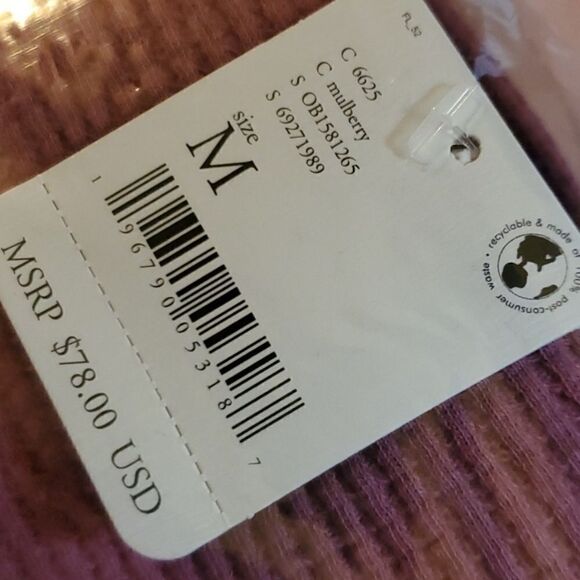 FL_52
C 6625
C mulberry
S OB1581265
S 69271989
size
M
1 96790 05318 7
MSRP $78.00 USD
recyclable & made of 100% post-consumer waste •